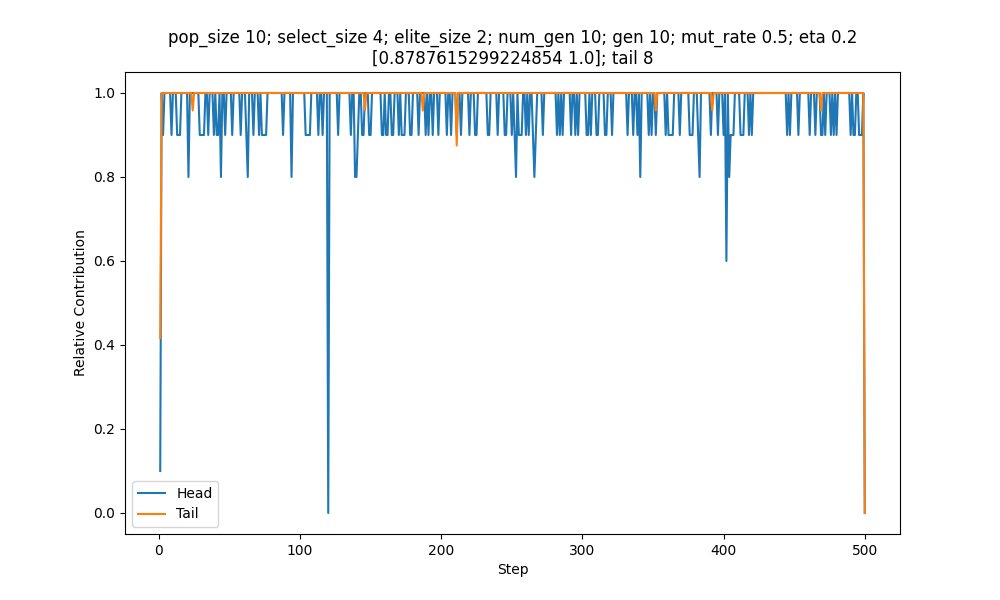 pop_size 10; select_size 4; elite_size 2; num_gen 10; gen 10; mut_rate 0.5; eta 0.2
[0.8787615299224854 1.0]; tail 8
1.0
0.8
0.6
0.4
0.2
0.0
Relative Contribution
Head
Tail
0
100
200
300
400
500
Step